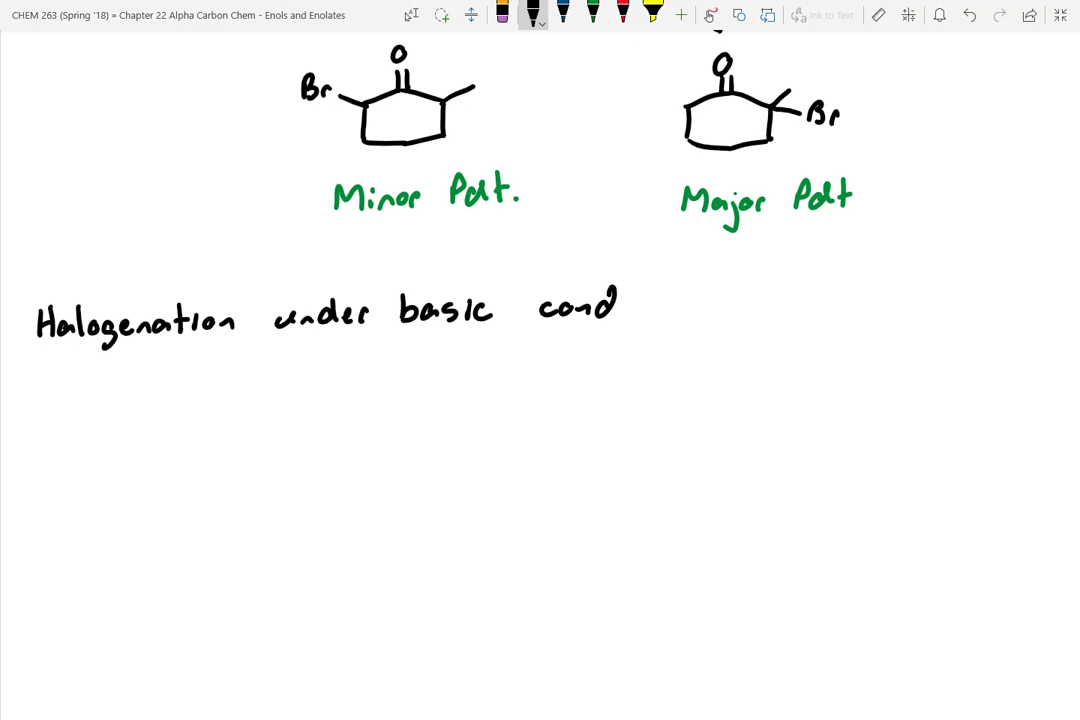 CHEM 263 (Spring '18) » Chapter 22 Alpha Carbon Chem - Enols and Enolates
Ink to Text
O
O
Br
Br
Minor Pdt.
Major Pdt
Halogenation under basic cond